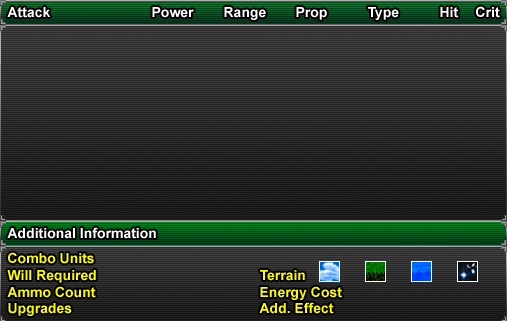 Attack Power Range Prop Type Hit Crit
Additional Information
Combo Units
Will Required Terrain
Ammo Count Energy Cost
Upgrades Add. Effect